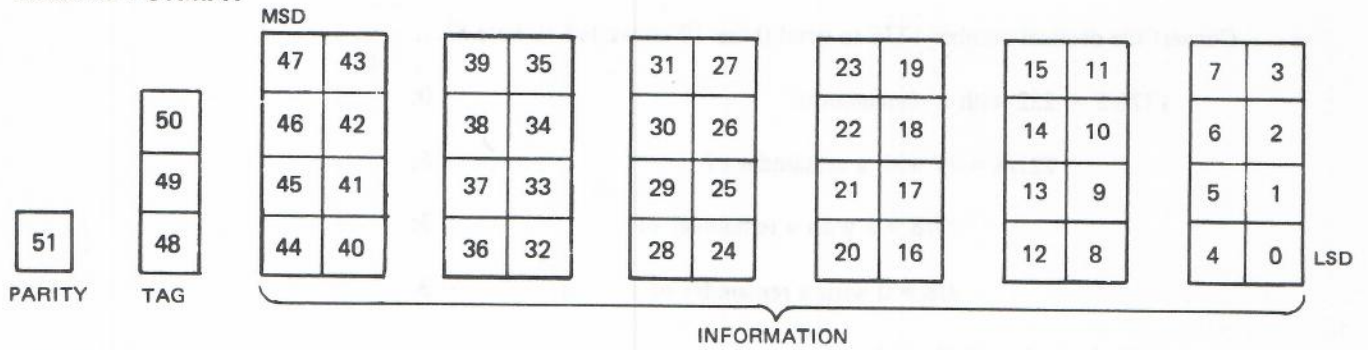 MSD
47 43 39 35 31 27 23 19 15 11 7 3
50 46 42 38 34 30 26 22 18 14 10 6 2
49 45 41 37 33 29 25 21 17 13 9 5 1
51 48 44 40 36 32 28 24 20 16 12 8 4 0 LSD
PARITY TAG
INFORMATION